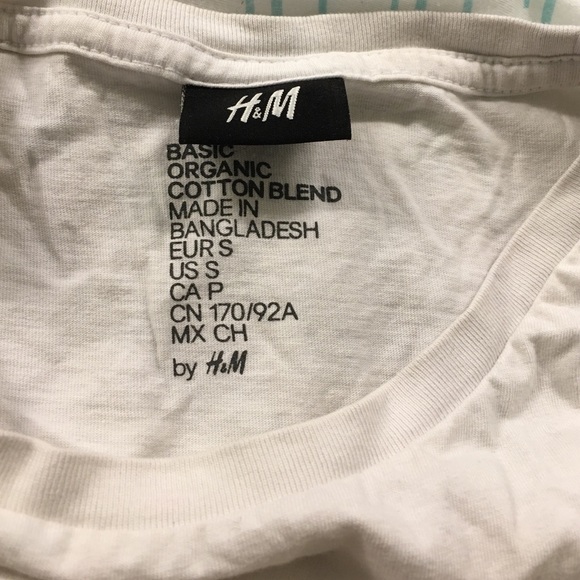 H&M
BASIC
ORGANIC
COTTON BLEND
MADE IN
BANGLADESH
EUR S
US S
CA P
CN 170/92A
MX CH
by H&M